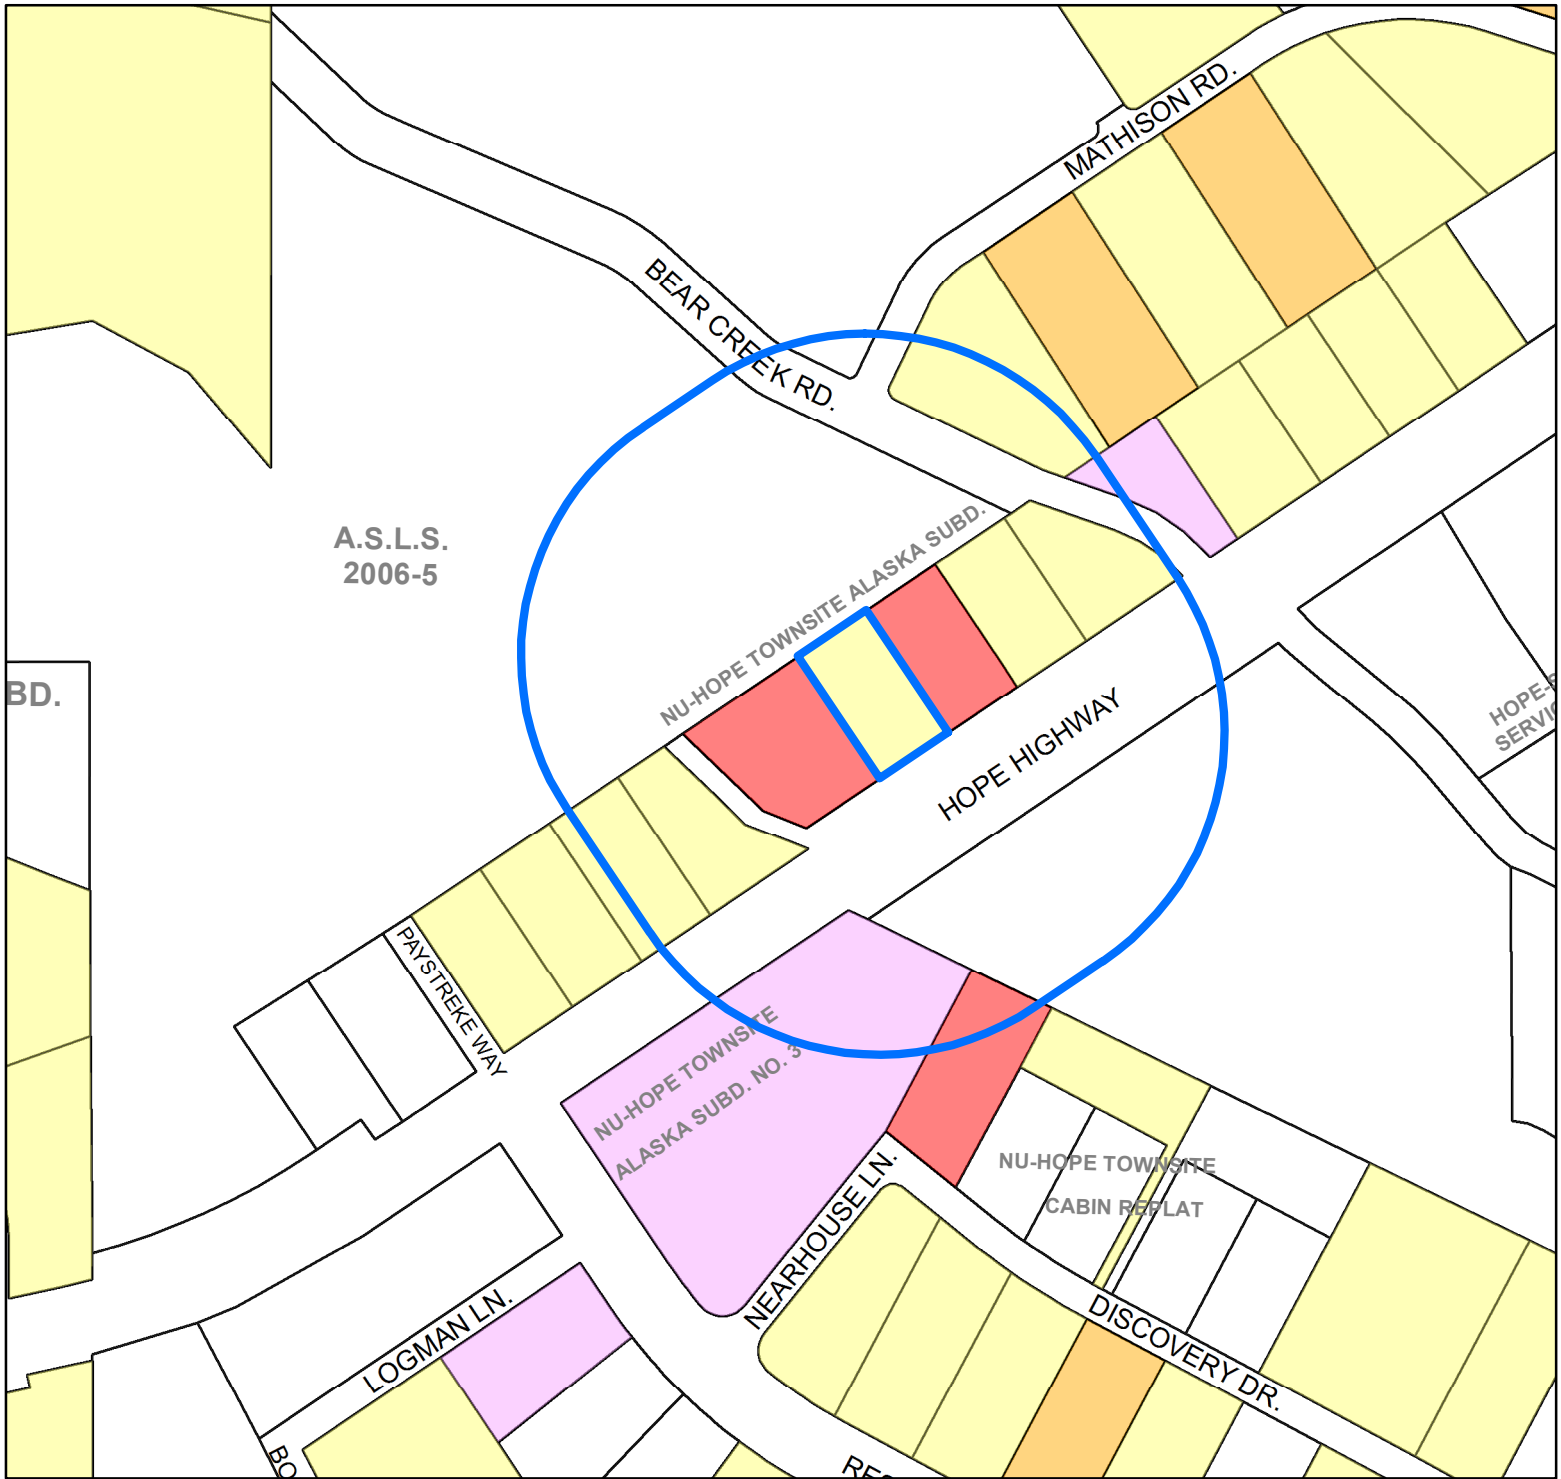 MATHISON RD.
BEAR CREEK RD.
A.S.L.S.
2006-5
NU-HOPE TOWNSITE ALASKA SUBD.
BD.
HOPE HIGHWAY
PAYSTREKE WAY
NU-HOPE TOWNSITE
ALASKA SUBD. NO. 3
NU-HOPE TOWNSITE
CABIN REPLAT
NEARHOUSE LN.
DISCOVERY DR.
LOGMAN LN.
BO